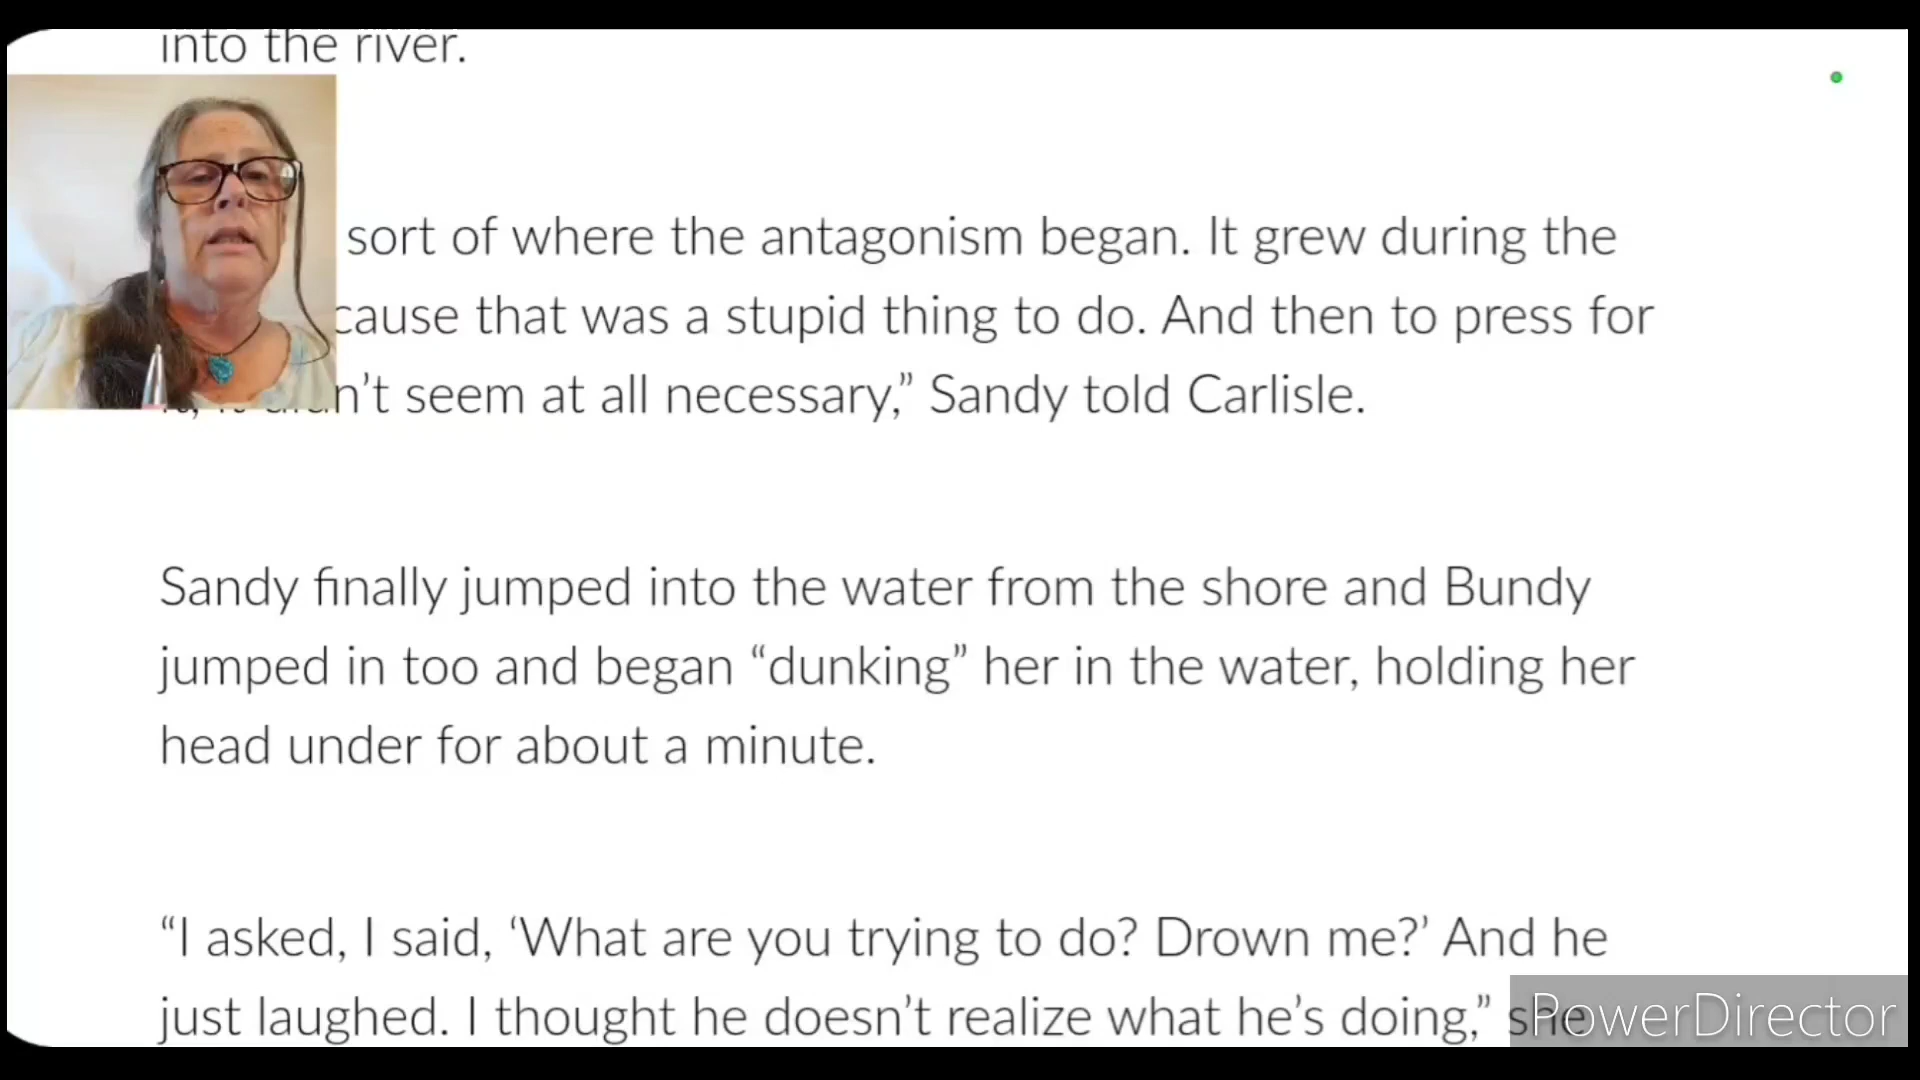 into the river.
sort of where the antagonism began. It grew during the
cause that was a stupid thing to do. And then to press for
n’t seem at all necessary,” Sandy told Carlisle.
Sandy finally jumped into the water from the shore and Bundy
jumped in too and began “dunking” her in the water, holding her
head under for about a minute.
“I asked, I said, ‘What are you trying to do? Drown me?’ And he
just laughed. I thought he doesn’t realize what he’s doing,” she
PowerDirector